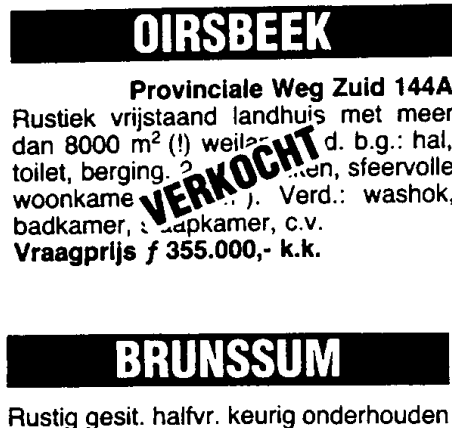 OIRSBEEK
Provinciale Weg Zuid 144A
Rustiek vrijstaand landhuis met meer
dan 8000 m² (!) d. b.g.: hal,
toilet, berging. sfeervolle
woonkame ). Verd.: washok,
badkamer, c.v.
VERKOCHT
Vraagprijs ƒ 355.000,- k.k.
BRUNSSUM
Rustig gesit. halfvr. keurig onderhouden